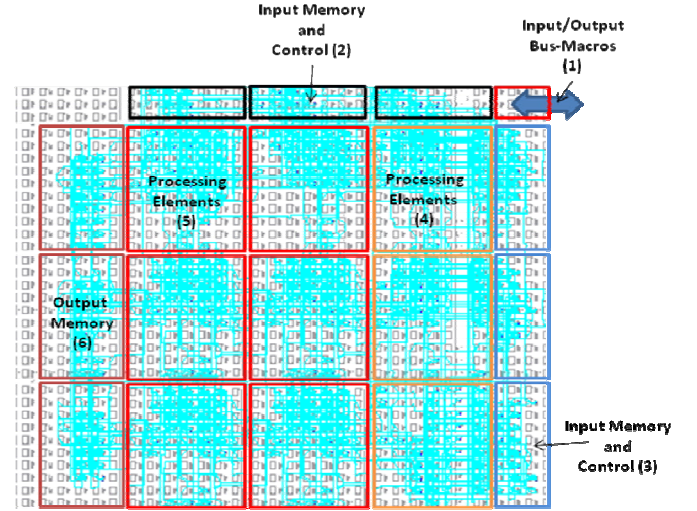 Input Memory
and
Control (2)
Input/Output
Bus-Macros
(1)
Processing
Elements
(5)
Processing
Elements
(4)
Output
Memory
(6)
Input Memory
and
Control (3)